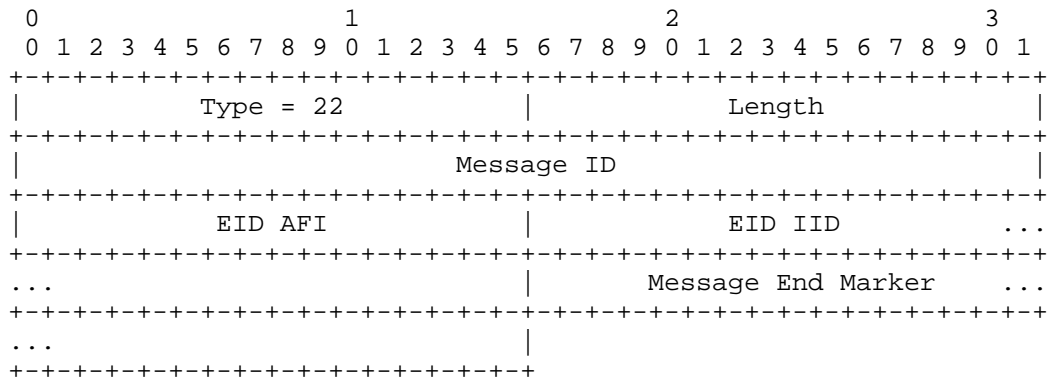 0                   1                   2                   3
 0 1 2 3 4 5 6 7 8 9 0 1 2 3 4 5 6 7 8 9 0 1 2 3 4 5 6 7 8 9 0 1
+-+-+-+-+-+-+-+-+-+-+-+-+-+-+-+-+-+-+-+-+-+-+-+-+-+-+-+-+-+-+-+-+
|           Type = 22           |            Length             |
+-+-+-+-+-+-+-+-+-+-+-+-+-+-+-+-+-+-+-+-+-+-+-+-+-+-+-+-+-+-+-+-+
|                           Message ID                          |
+-+-+-+-+-+-+-+-+-+-+-+-+-+-+-+-+-+-+-+-+-+-+-+-+-+-+-+-+-+-+-+-+
|            EID AFI            |            EID IID          ...
+-+-+-+-+-+-+-+-+-+-+-+-+-+-+-+-+-+-+-+-+-+-+-+-+-+-+-+-+-+-+-+-+
...                             |       Message End Marker    ...
+-+-+-+-+-+-+-+-+-+-+-+-+-+-+-+-+-+-+-+-+-+-+-+-+-+-+-+-+-+-+-+-+
...                             |
+-+-+-+-+-+-+-+-+-+-+-+-+-+-+-+-+